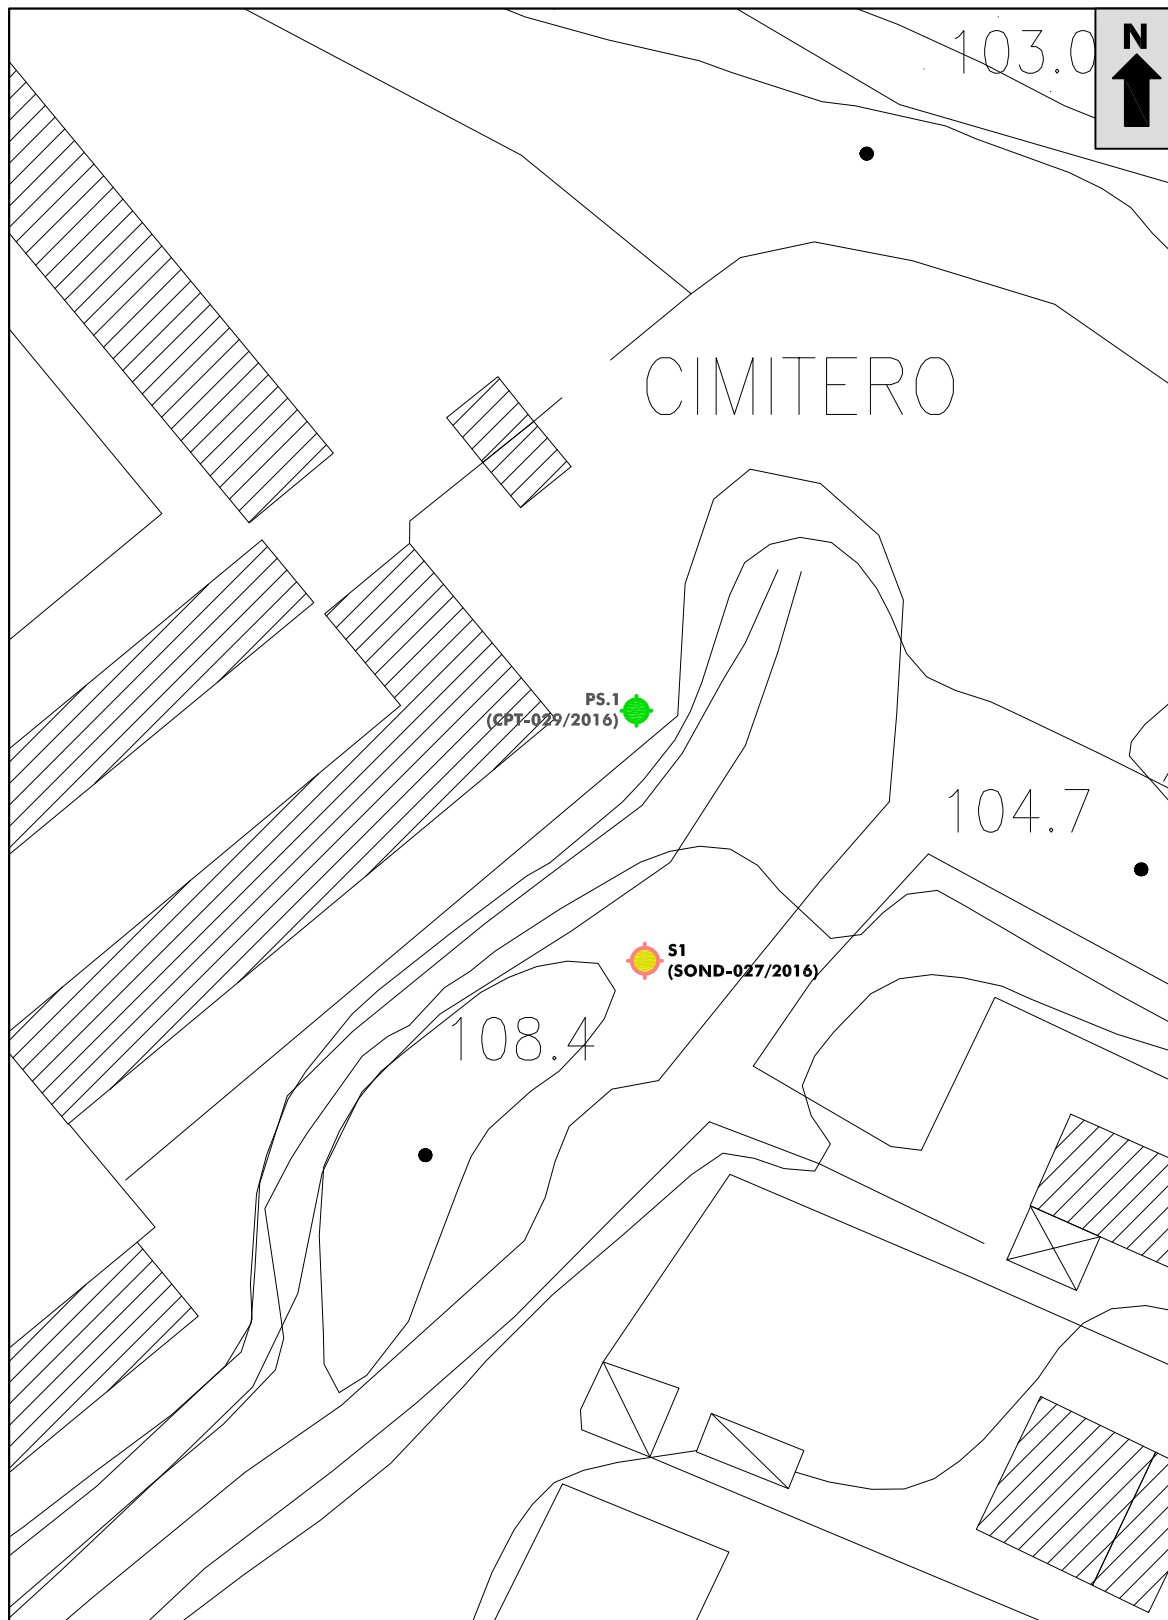 103.0
N
CIMITERO
PS.1
(CPT-029/2016)
104.7
S1
(SOND-027/2016)
108.4